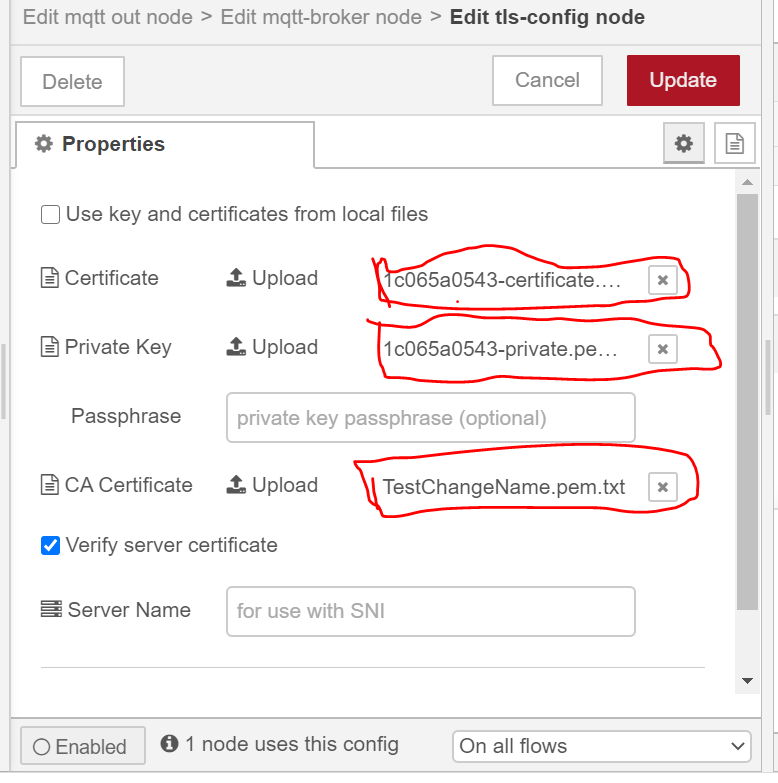 Edit mqtt out node > Edit mqtt-broker node > Edit tls-config node
Delete Cancel Update
Properties
Use key and certificates from local files
Certificate Upload 1c065a0543-certificate....
Private Key Upload 1c065a0543-private.pe...
Passphrase private key passphrase (optional)
CA Certificate Upload TestChangeName.pem.txt
Verify server certificate
Server Name for use with SNI
Enabled 1 node uses this config On all flows